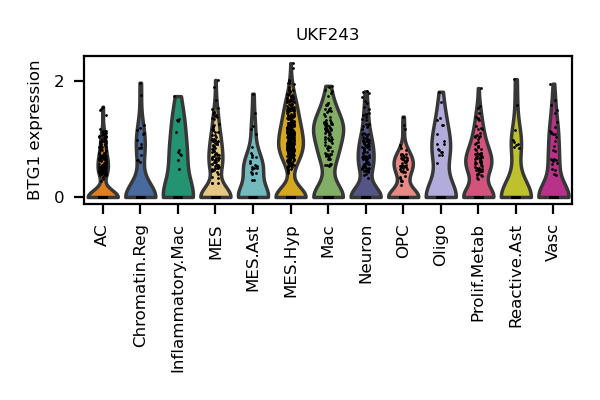 UKF243
BTG1 expression
2
0
AC
Chromatin.Reg
Inflammatory.Mac
MES
MES.Ast
MES.Hyp
Mac
Neuron
OPC
Oligo
Prolif.Metab
Reactive.Ast
Vasc